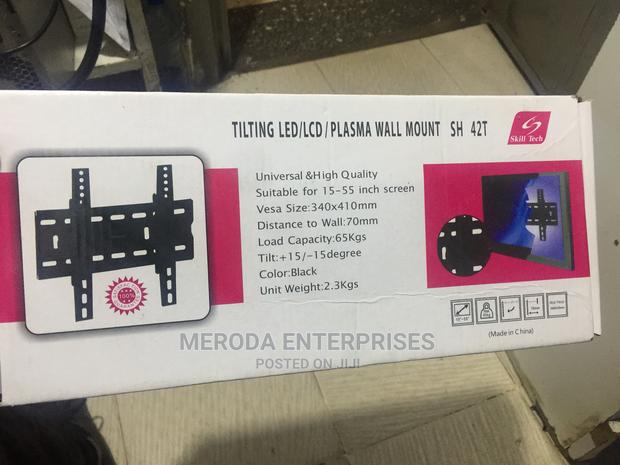 TILTING LED/LCD/PLASMA WALL MOUNT SH 42T
Skill Tech
Universal &High Quality
Suitable for 15-55 inch screen
Vesa Size:340x410mm
Distance to Wall:70mm
Load Capacity:65Kgs
Tilt:+15/-15degree
Color:Black
Unit Weight:2.3Kgs
100%
(Made in China)
MERODA ENTERPRISES
POSTED ON JIJI